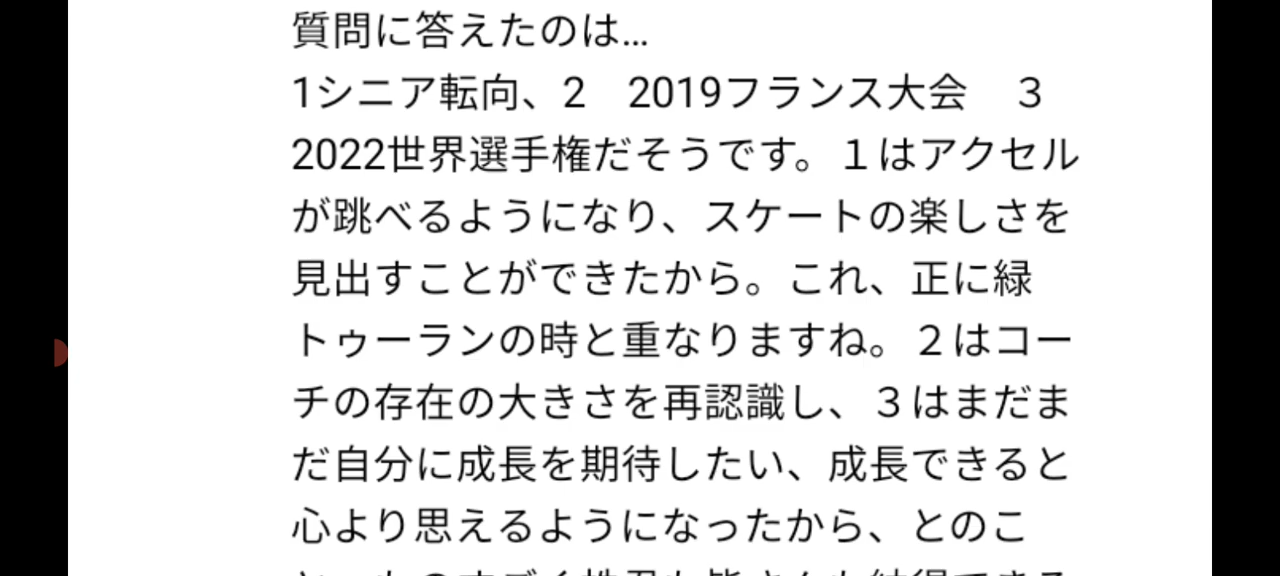 質問に答えたのは…
1シニア転向、2　2019フランス大会　３
2022世界選手権だそうです。１はアクセル
が跳べるようになり、スケートの楽しさを
見出すことができたから。これ、正に緑
トゥーランの時と重なりますね。２はコー
チの存在の大きさを再認識し、３はまだま
だ自分に成長を期待したい、成長できると
心より思えるようになったから、とのこ